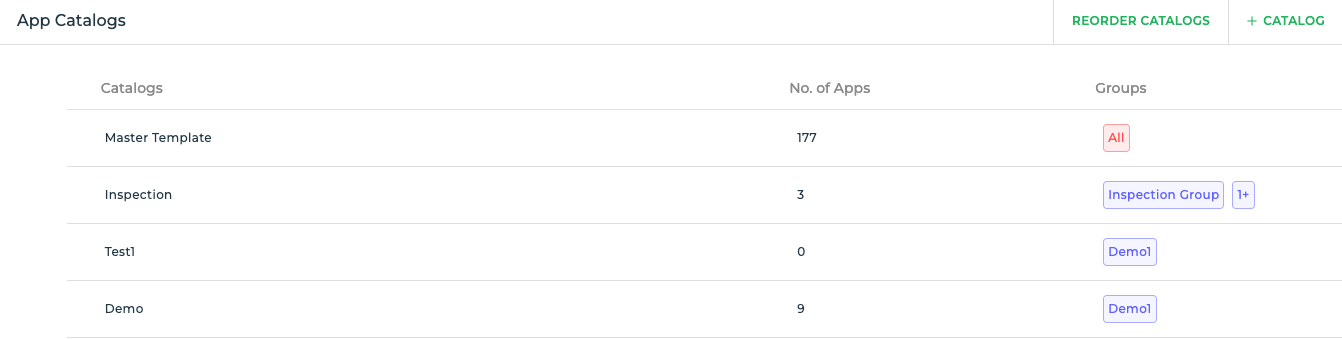 App Catalogs REORDER CATALOGS + CATALOG
Catalogs No. of Apps Groups
Master Template 177 All
Inspection 3 Inspection Group 1+
Test1 0 Demo1
Demo 9 Demo1